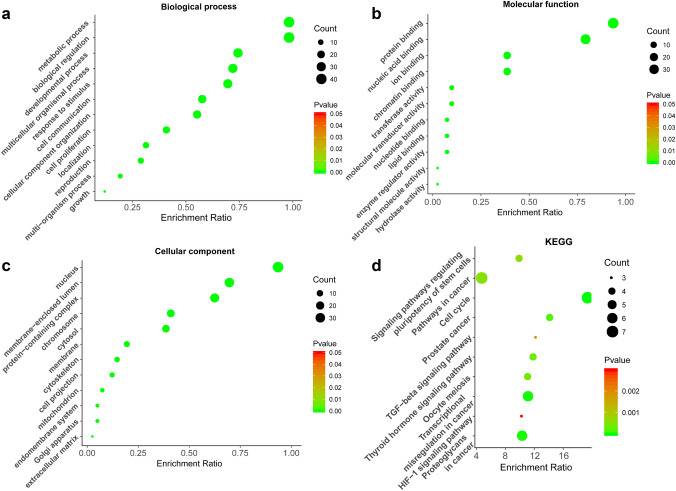 a
Biological process
metabolic process
biological regulation
developmental process
multicellular organismal process
response to stimulus
cell communication
cellular component organization
cell proliferation
localization
reproduction
multi−organism process
growth
0.25
0.50
0.75
1.00
Enrichment Ratio
Count
10
20
30
40
Pvalue
0.05
0.04
0.03
0.02
0.01
0.00
b
Molecular function
protein binding
nucleic acid binding
ion binding
chromatin binding
transferase activity
molecular transducer activity
nucleotide binding
lipid binding
enzyme regulator activity
structural molecule activity
hydrolase activity
0.00
0.25
0.50
0.75
1.00
Enrichment Ratio
Count
10
20
30
Pvalue
0.05
0.04
0.03
0.02
0.01
0.00
c
Cellular component
nucleus
membrane−enclosed lumen
protein−containing complex
chromosome
cytosol
membrane
cytoskeleton
cell projection
mitochondrion
endomembrane system
Golgi apparatus
extracellular matrix
0.00
0.25
0.50
0.75
1.00
Enrichment Ratio
Count
10
20
30
Pvalue
0.05
0.04
0.03
0.02
0.01
0.00
d
KEGG
Signaling pathways regulating
pluripotency of stem cells
Pathways in cancer
Cell cycle
Prostate cancer
TGF−beta signaling pathway
Thyroid hormone signaling pathway
Oocyte meiosis
Transcriptional
misregulation in cancer
HIF−1 signaling pathway
Proteoglycans
in cancer
4
8
12
16
Enrichment Ratio
Count
3
4
5
6
7
Pvalue
0.002
0.001